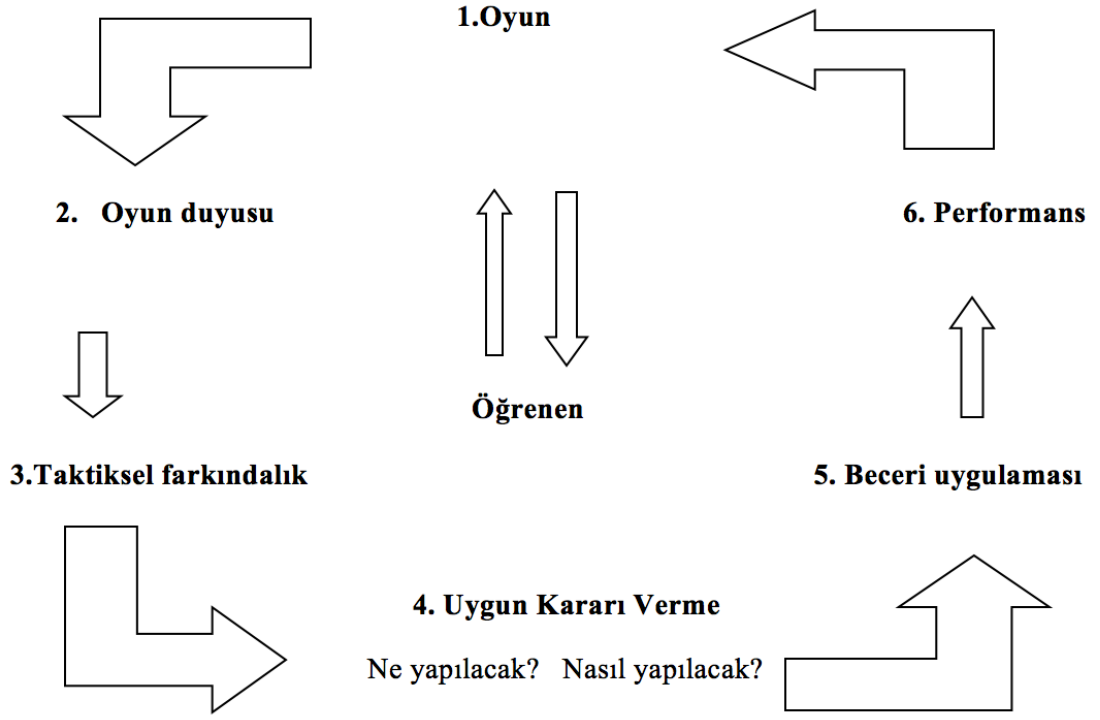 1.Oyun
2. Oyun duyusu
6. Performans
Öğrenen
3.Taktiksel farkındalık
5. Beceri uygulaması
4. Uygun Kararı Verme
Ne yapılacak? Nasıl yapılacak?